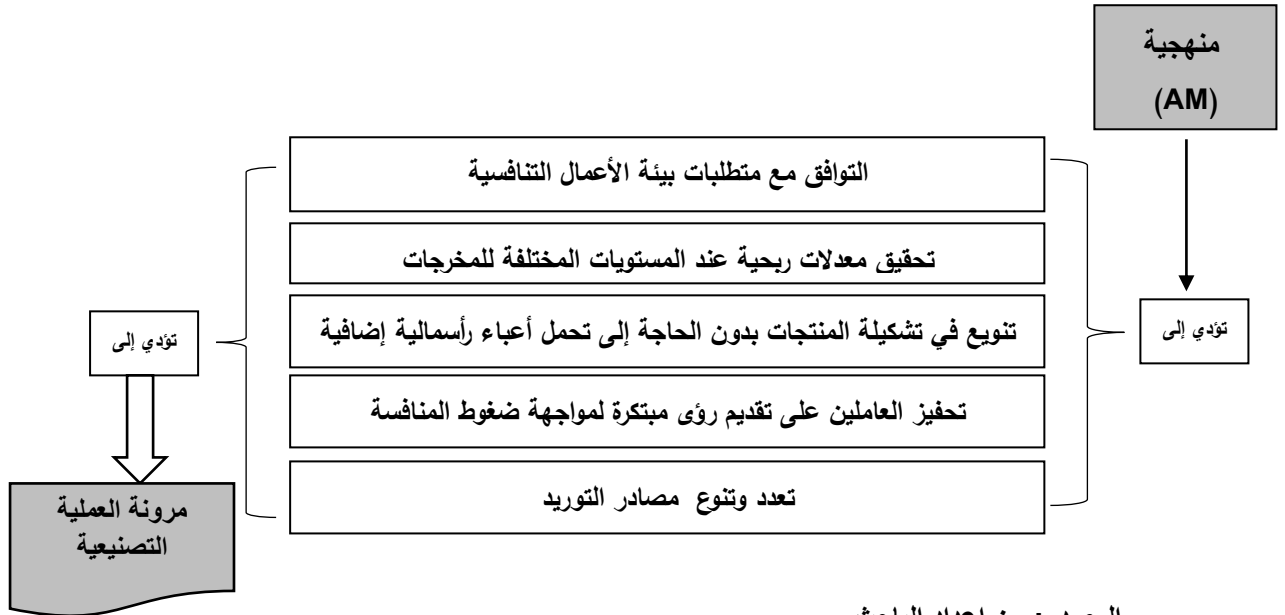 منهجية
(AM)
تؤدي إلى
التوافق مع متطلبات بيئة الأعمال التنافسية
تحقيق معدلات ربحية عند المستويات المختلفة للمخرجات
تنويع في تشكيلة المنتجات بدون الحاجة إلى تحمل أعباء رأسمالية إضافية
تحفيز العاملين على تقديم رؤى مبتكرة لمواجهة ضغوط المنافسة
تعدد وتنوع مصادر التوريد
تؤدي إلى
مرونة العملية
التصنيعية